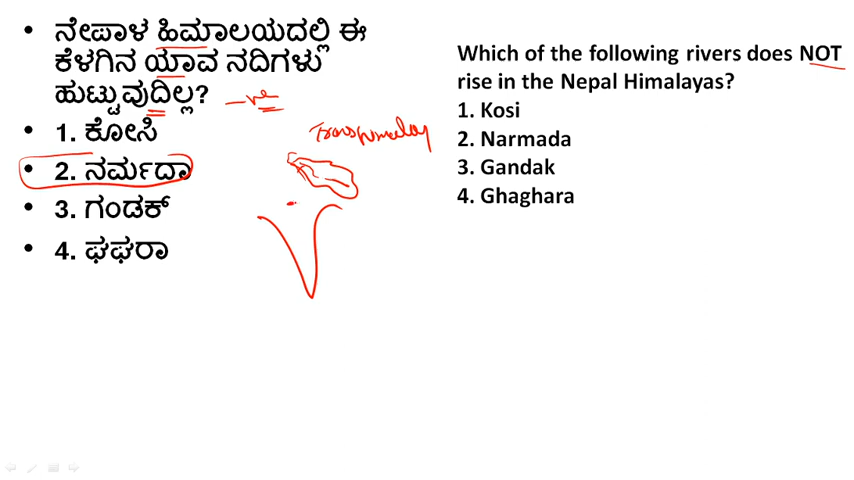 • ನೇಪಾಳ ಹಿಮಾಲಯದಲ್ಲಿ ಈ
ಕೆಳಗಿನ ಯಾವ ನದಿಗಳು
ಹುಟ್ಟುವುದಿಲ್ಲ?
-ve
• 1. ಕೋಸಿ
• 2. ನರ್ಮದಾ
• 3. ಗಂಡಕ್
• 4. ಘಘರಾ
Which of the following rivers does NOT
rise in the Nepal Himalayas?
1. Kosi
2. Narmada
3. Gandak
4. Ghaghara